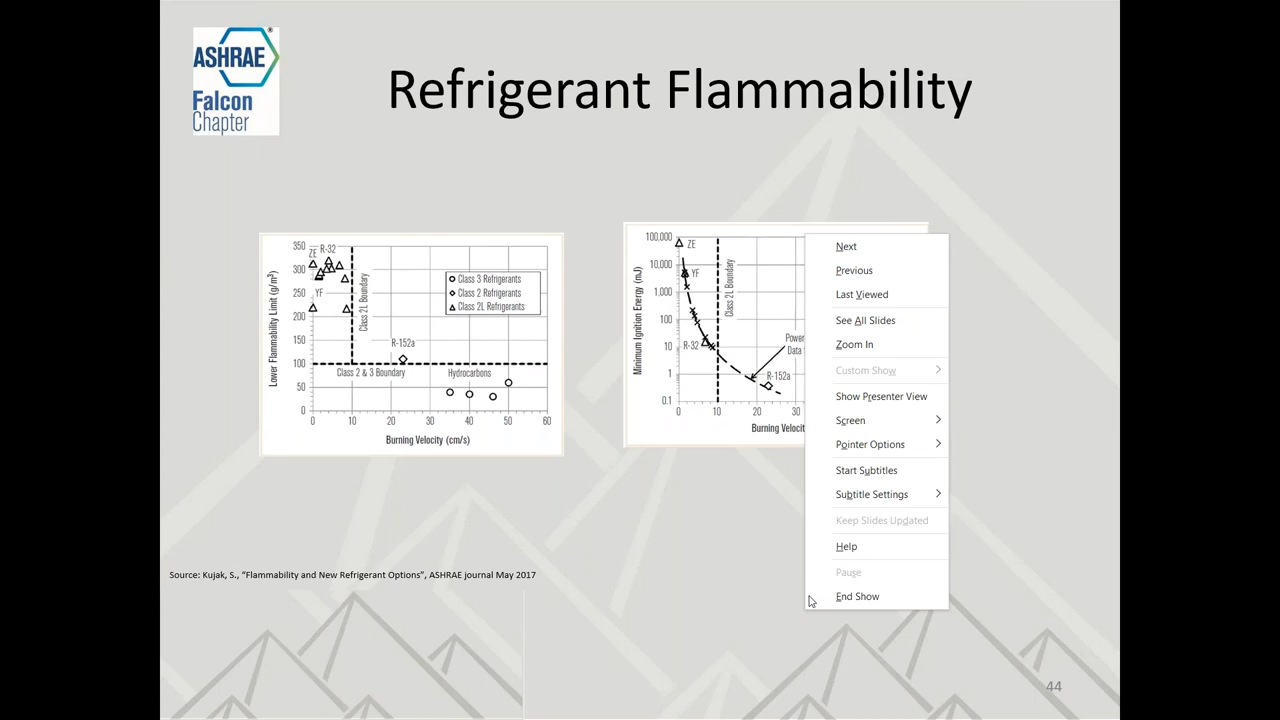 ASHRAE
Falcon
Chapter
Refrigerant Flammability
Lower Flammability Limit (g/m³)
350
300
250
200
150
100
50
0
ZE
R-32
YF
Class 2L Boundary
Class 3 Refrigerants
Class 2 Refrigerants
Class 2L Refrigerants
R-152a
Class 2 & 3 Boundary
Hydrocarbons
0 10 20 30 40 50 60
Burning Velocity (cm/s)
Minimum Ignition Energy (mJ)
100,000
10,000
1,000
100
10
1
0.1
ZE
YF
Class 2L Boundary
R-32
Power
Data
R-152a
0 10 20 30
Burning
Next
Previous
Last Viewed
See All Slides
Zoom In
Custom Show
Show Presenter View
Screen
Pointer Options
Start Subtitles
Subtitle Settings
Keep Slides Updated
Help
Pause
End Show
Source: Kujak, S., “Flammability and New Refrigerant Options”, ASHRAE journal May 2017
44